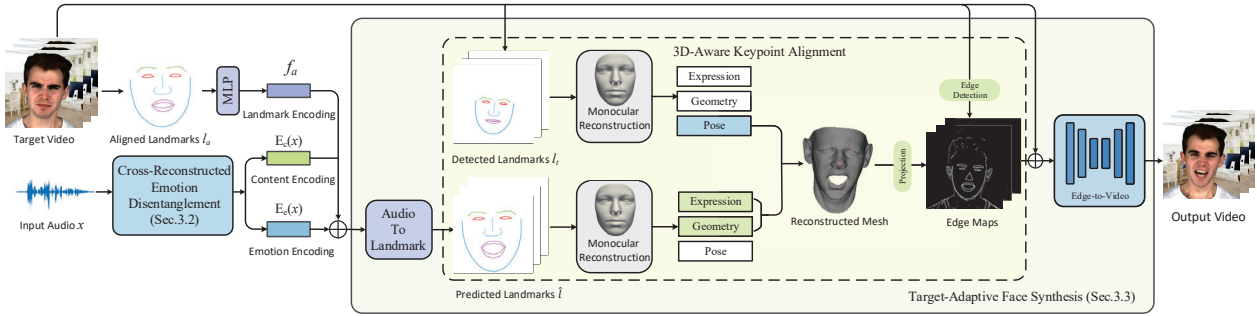 Target Video
Aligned Landmarks lₐ
MLP
fₐ
Landmark Encoding
Input Audio x
Cross-Reconstructed
Emotion
Disentanglement
(Sec.3.2)
E_c(x)
Content Encoding
E_e(x)
Emotion Encoding
Audio
To
Landmark
3D-Aware Keypoint Alignment
Detected Landmarks lₜ
Monocular
Reconstruction
Expression
Geometry
Pose
Predicted Landmarks l̂
Monocular
Reconstruction
Expression
Geometry
Pose
Reconstructed Mesh
Projection
Edge
Detection
Edge Maps
Edge-to-Video
Output Video
Target-Adaptive Face Synthesis (Sec.3.3)